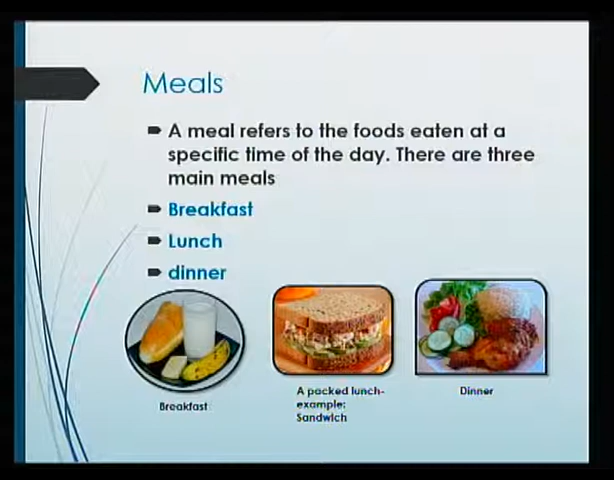 Meals
A meal refers to the foods eaten at a
specific time of the day. There are three
main meals
Breakfast
Lunch
dinner
Breakfast
A packed lunch-
example:
Sandwich
Dinner